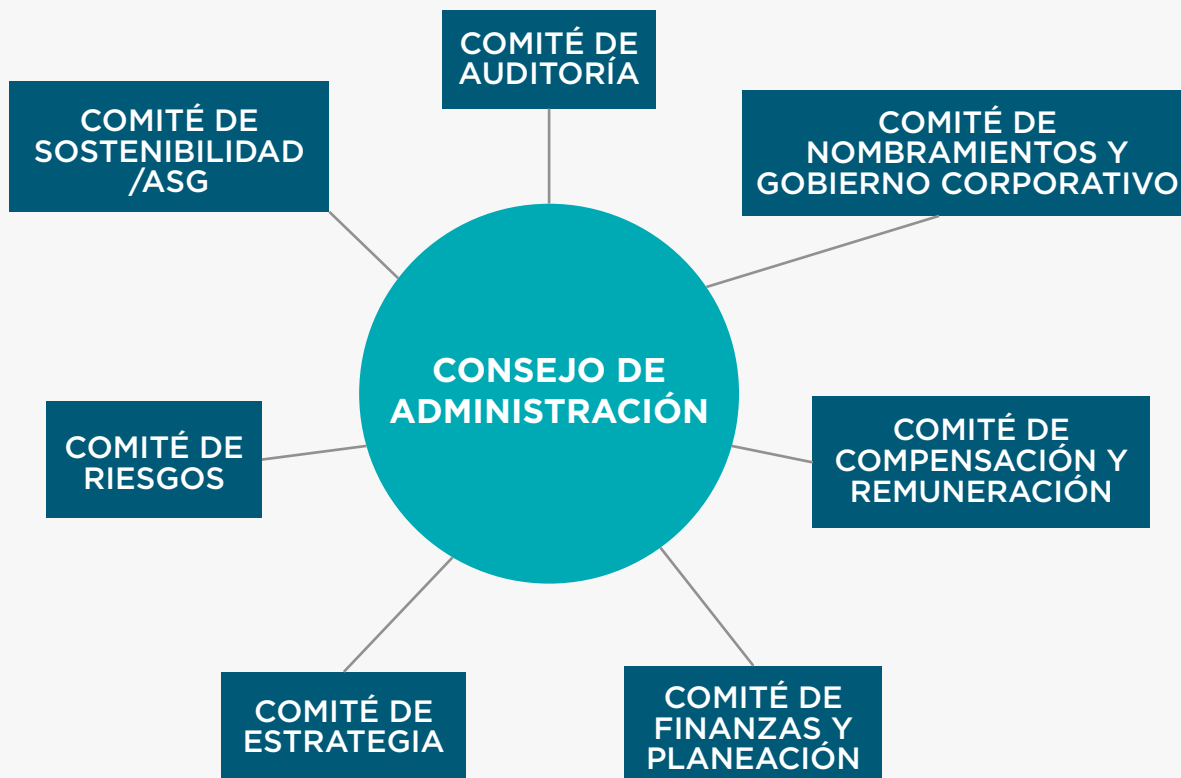 COMITÉ DE
AUDITORÍA
COMITÉ DE
SOSTENIBILIDAD
/ASG
COMITÉ DE
NOMBRAMIENTOS Y
GOBIERNO CORPORATIVO
CONSEJO DE
ADMINISTRACIÓN
COMITÉ DE
RIESGOS
COMITÉ DE
COMPENSACIÓN Y
REMUNERACIÓN
COMITÉ DE
ESTRATEGIA
COMITÉ DE
FINANZAS Y
PLANEACIÓN